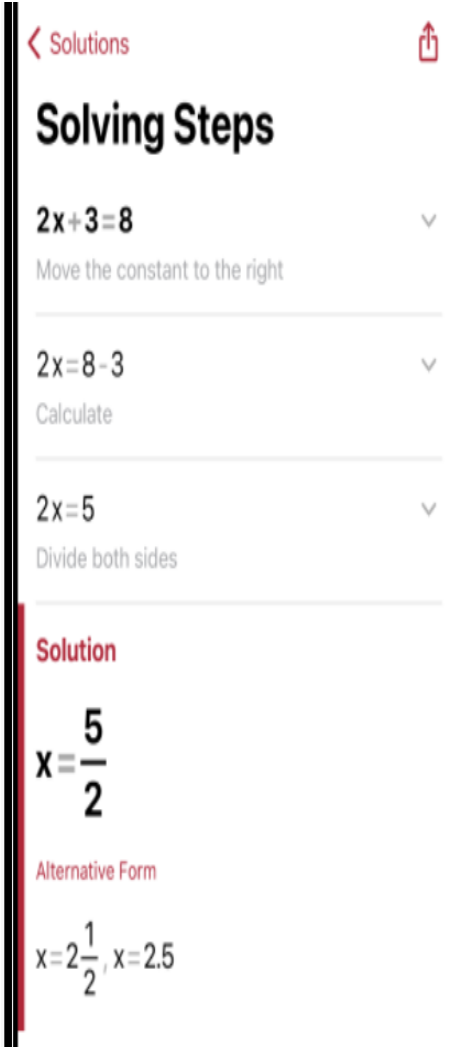 Solutions
Solving Steps
2x+3=8
Move the constant to the right
2x=8-3
Calculate
2x=5
Divide both sides
Solution
x=5/2
Alternative Form
x=2 1/2, x=2.5